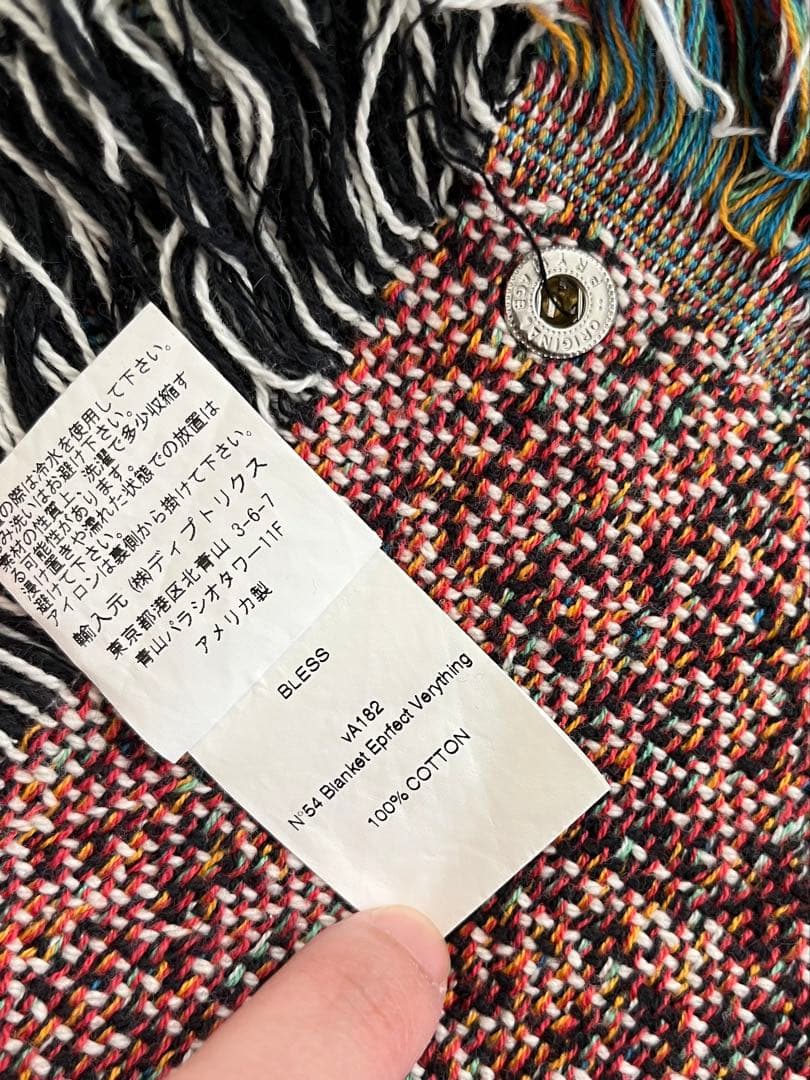 の際は冷水を使用して下さい。
み洗いはお避け下さい。
素材の性質上、洗濯で多少収縮す
る可能性があります。
浸け置きや濡れた状態での放置は
避けて下さい。
アイロンは裏側から掛けて下さい。
輸入元 (株)ディプトリクス
東京都港区北青山 3-6-7
青山パラシオタワー11F
アメリカ製
BLESS
vA182
N°54 Blanket Eprfect Verything
100% COTTON
ORIGINAL
PRYM